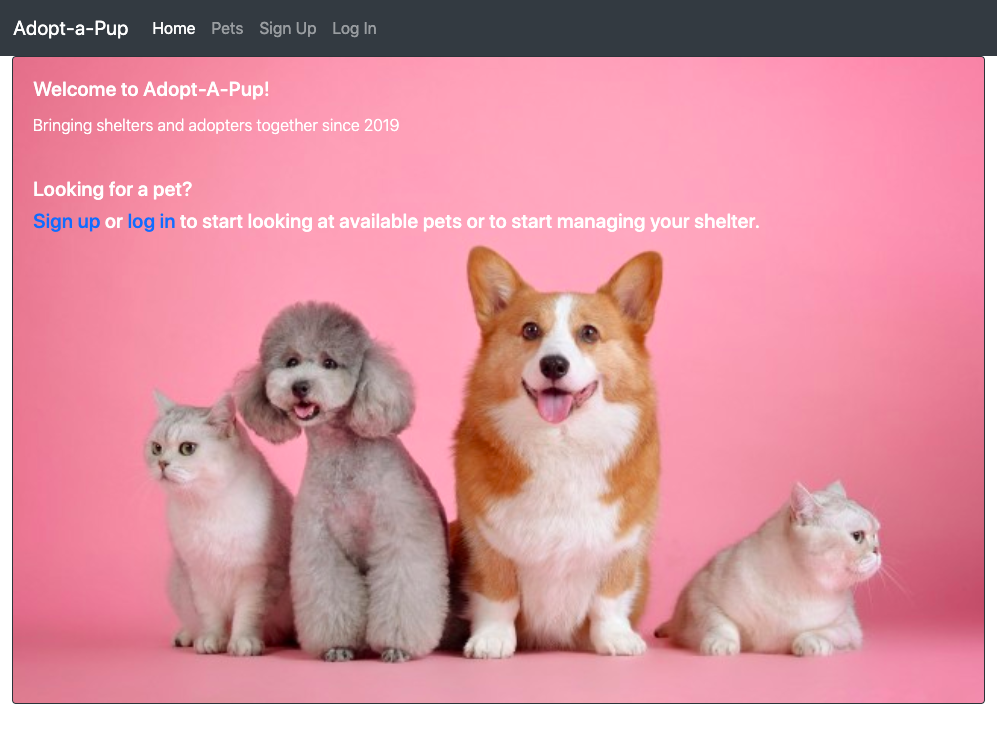 Adopt-a-Pup Home Pets Sign Up Log In
Welcome to Adopt-A-Pup!
Bringing shelters and adopters together since 2019
Looking for a pet?
Sign up or log in to start looking at available pets or to start managing your shelter.